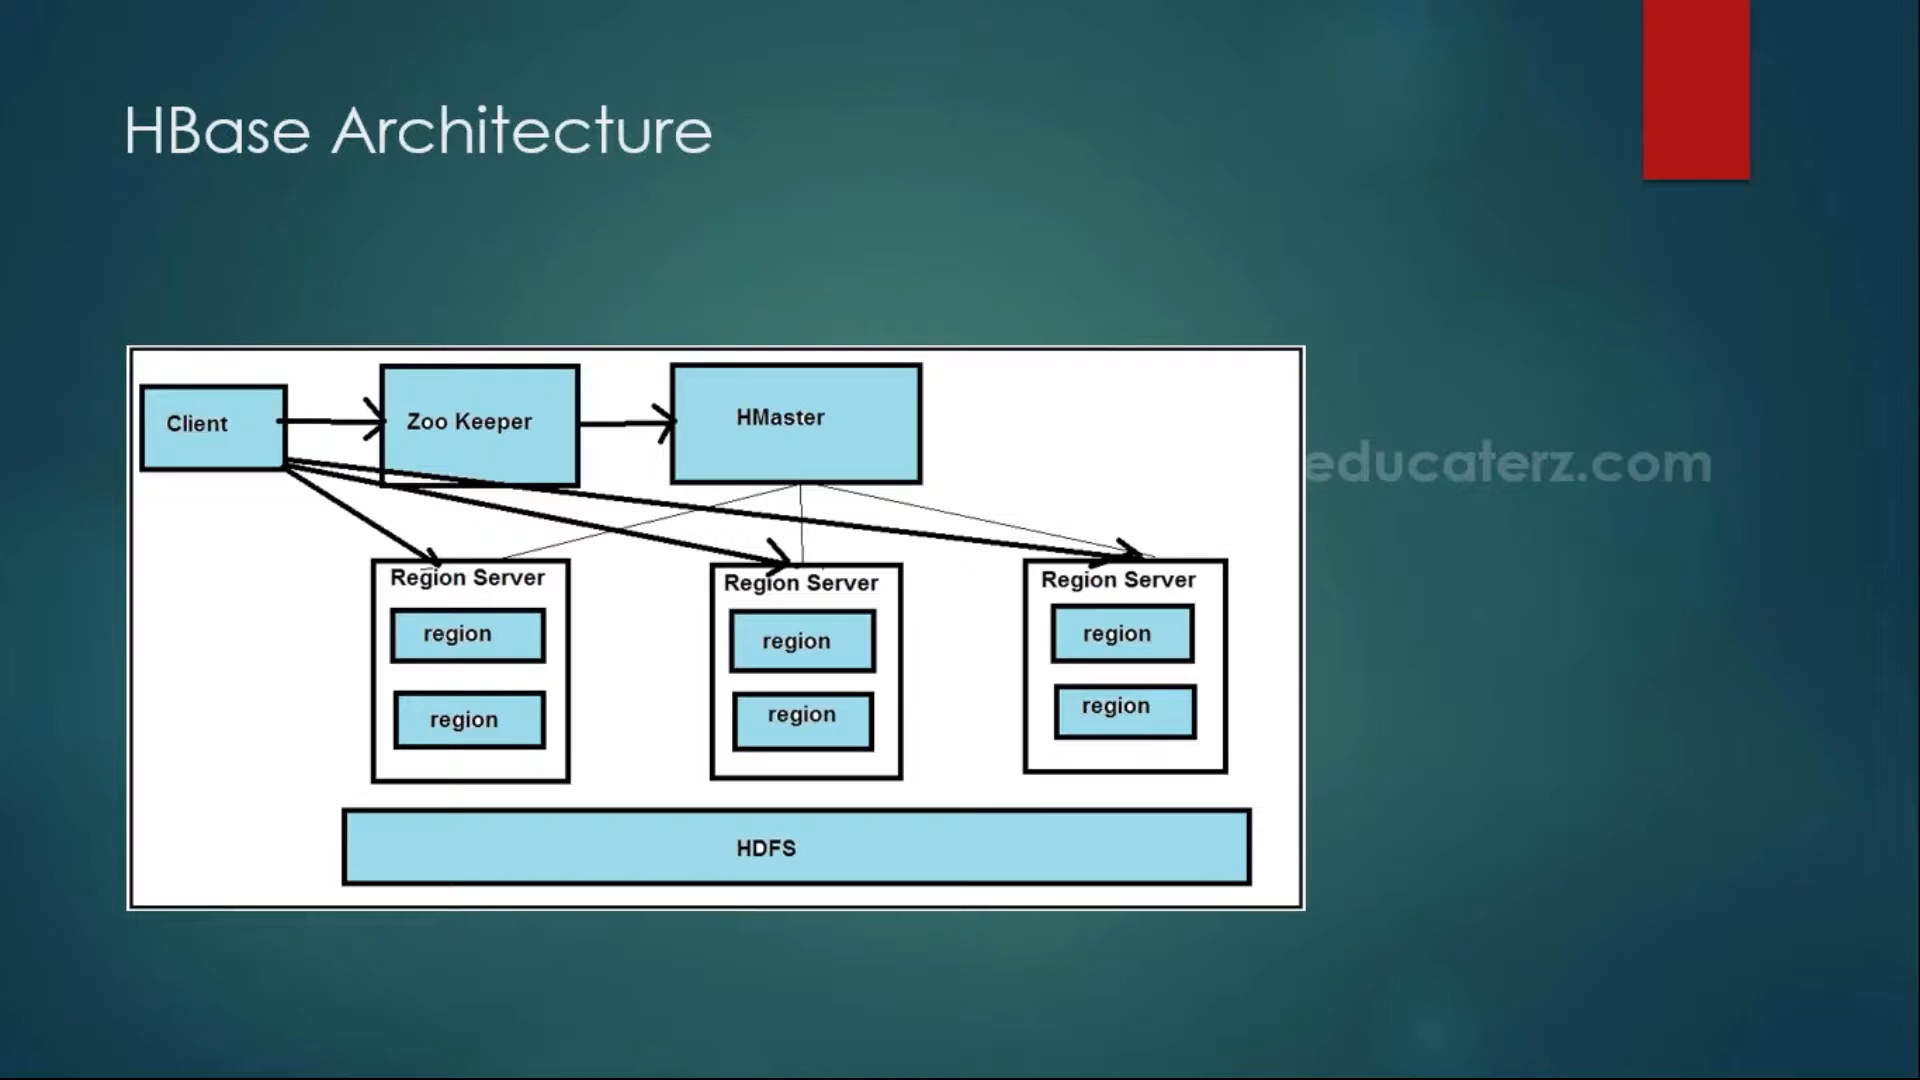 HBase Architecture
Client
Zoo Keeper
HMaster
educaterz.com
Region Server
region
region
Region Server
region
region
Region Server
region
region
HDFS